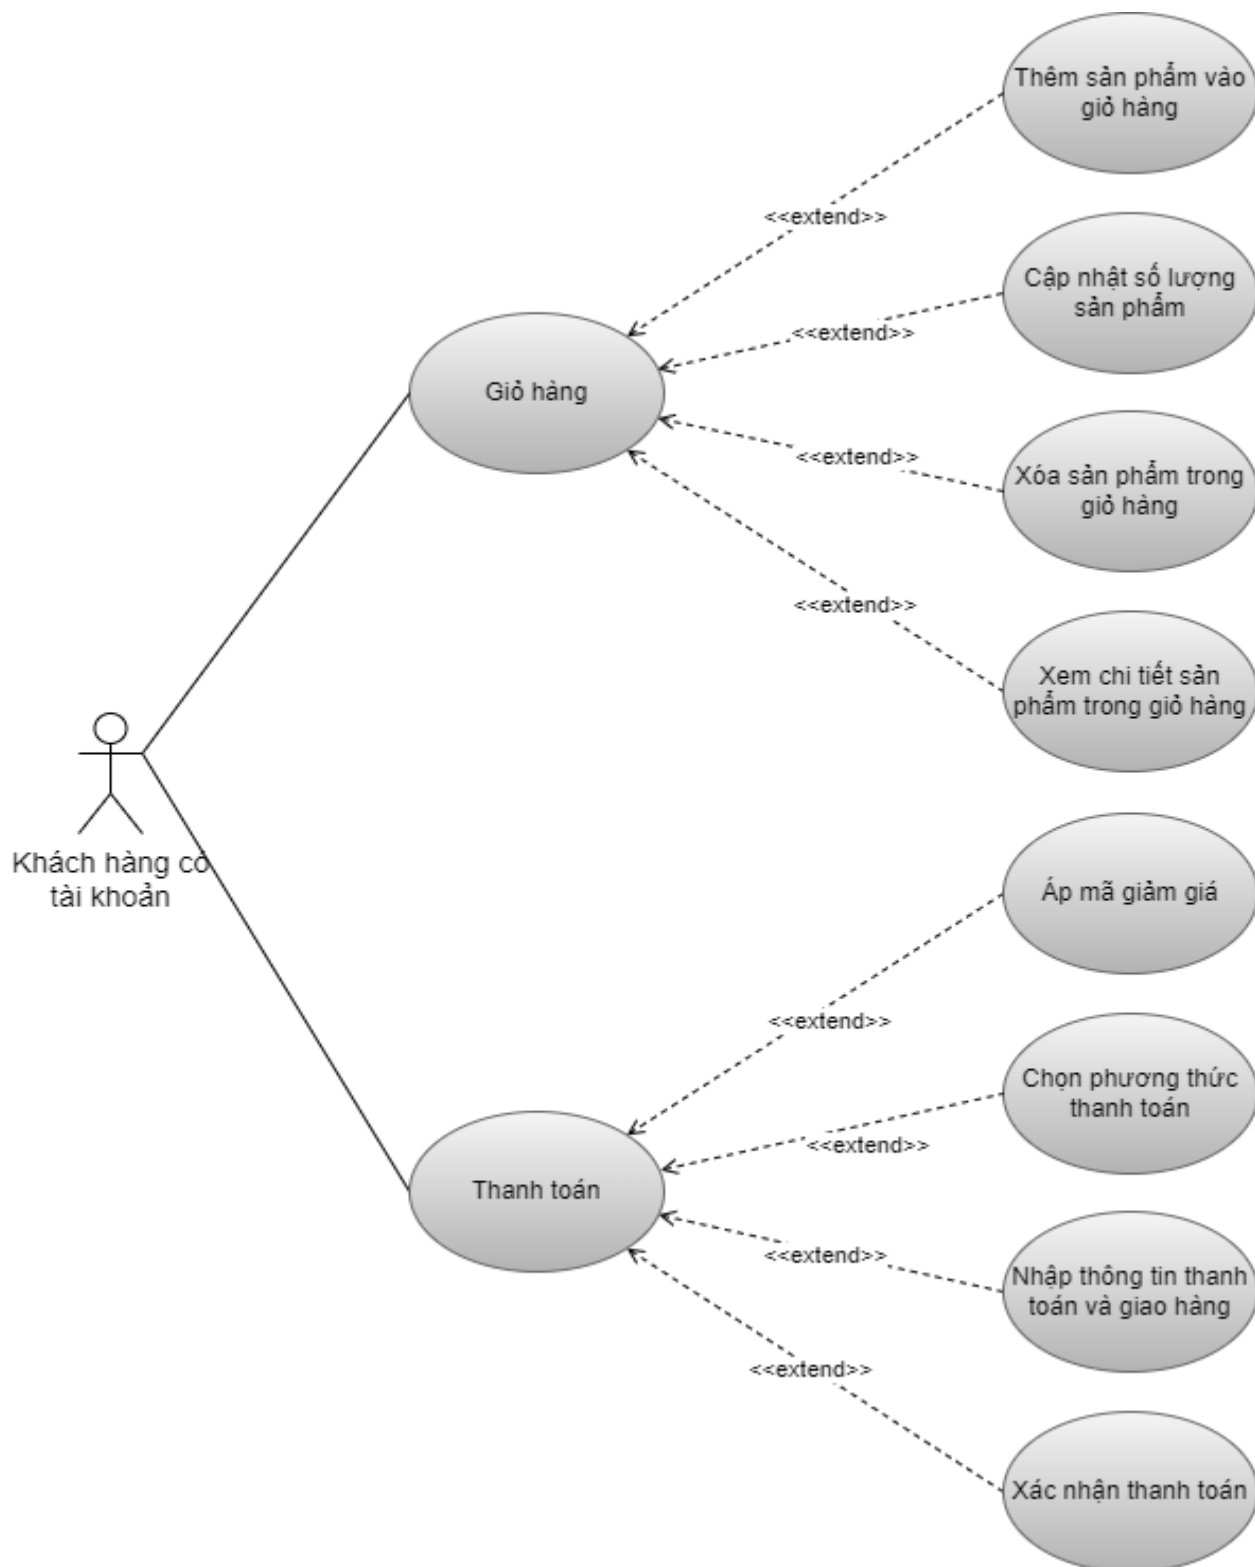 Thêm sản phẩm vào
giỏ hàng
<<extend>>
Cập nhật số lượng
sản phẩm
<<extend>>
Giỏ hàng
<<extend>>
Xóa sản phẩm trong
giỏ hàng
<<extend>>
Xem chi tiết sản
phẩm trong giỏ hàng
Khách hàng có
tài khoản
Áp mã giảm giá
<<extend>>
Chọn phương thức
thanh toán
<<extend>>
Thanh toán
<<extend>>
Nhập thông tin thanh
toán và giao hàng
<<extend>>
Xác nhận thanh toán